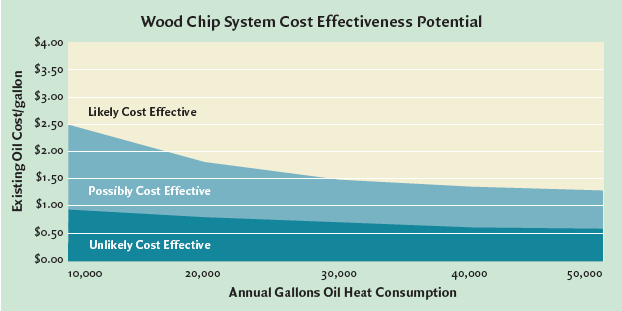 Wood Chip System Cost Effectiveness Potential
Existing Oil Cost/gallon
$4.00
$3.50
$3.00
$2.50
$2.00
$1.50
$1.00
$0.50
$0.00
Likely Cost Effective
Possibly Cost Effective
Unlikely Cost Effective
10,000 20,000 30,000 40,000 50,000
Annual Gallons Oil Heat Consumption